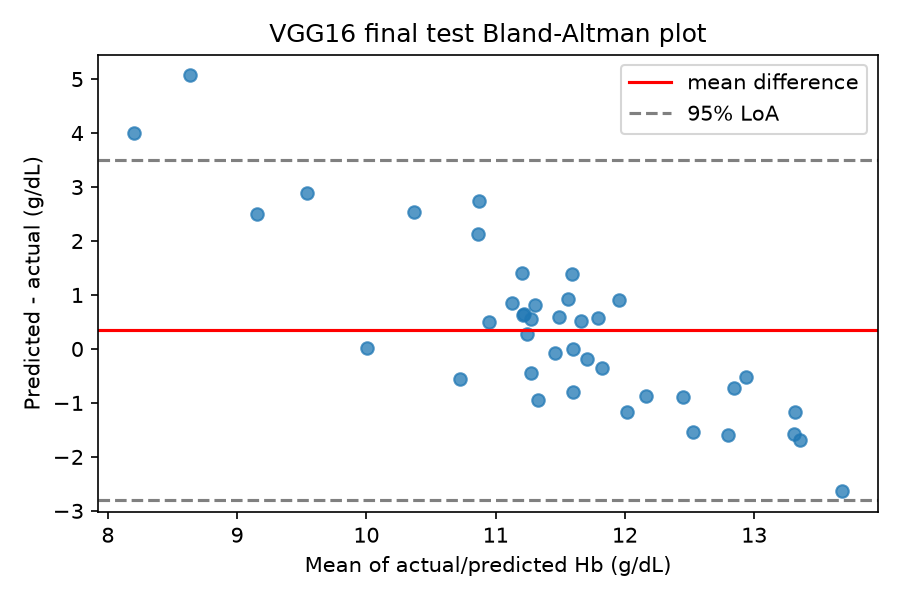 VGG16 final test Bland-Altman plot
mean difference
95% LoA
Predicted - actual (g/dL)
5
4
3
2
1
0
−1
−2
−3
8 9 10 11 12 13
Mean of actual/predicted Hb (g/dL)